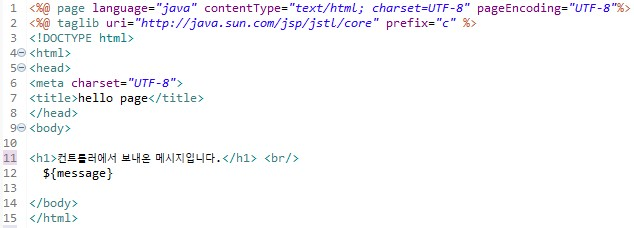 1 <%@ page language="java" contentType="text/html; charset=UTF-8" pageEncoding="UTF-8"%>
2 <%@ taglib uri="http://java.sun.com/jsp/jstl/core" prefix="c" %>
3 <!DOCTYPE html>
4 <html>
5 <head>
6 <meta charset="UTF-8">
7 <title>hello page</title>
8 </head>
9 <body>
10
11 <h1>컨트롤러에서 보내온 메시지입니다.</h1> <br/>
12 ${message}
13
14 </body>
15 </html>